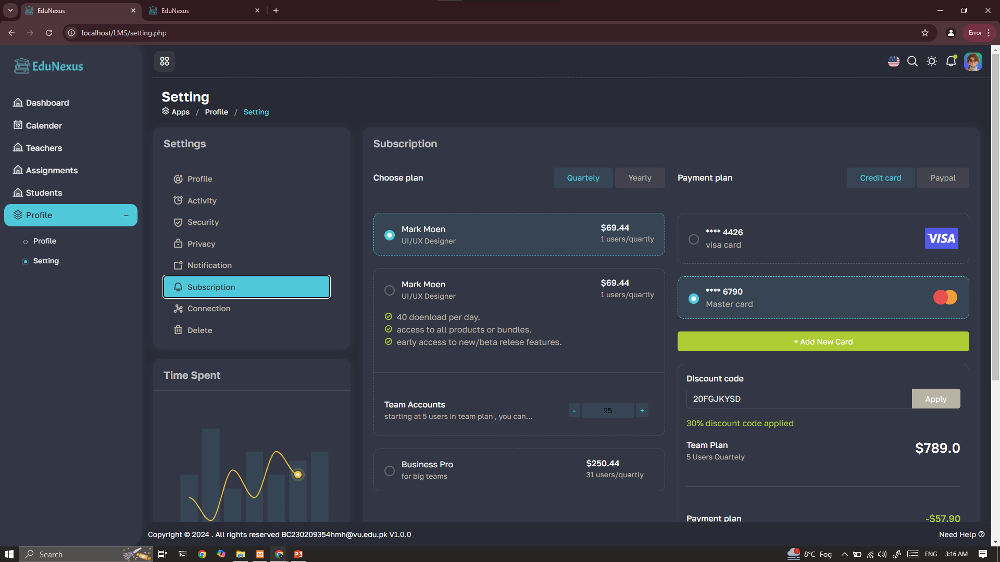 EduNexus
EduNexus
localhost/LMS/setting.php
Error
EduNexus
Dashboard
Calender
Teachers
Assignments
Students
Profile
Profile
Setting
Setting
Apps / Profile / Setting
Settings
Profile
Activity
Security
Privacy
Notification
Subscription
Connection
Delete
Time Spent
Subscription
Choose plan
Quartely
Yearly
Mark Moen
UI/UX Designer
$69.44
1 users/quartly
Mark Moen
UI/UX Designer
$69.44
1 users/quartly
40 doenload per day.
access to all products or bundles.
early access to new/beta relese features.
Team Accounts
starting at 5 users in team plan , you can...
- 25 +
Business Pro
for big teams
$250.44
31 users/quartly
Payment plan
Credit card
Paypal
**** 4426
visa card
VISA
**** 6790
Master card
+ Add New Card
Discount code
20FGJKYSD
Apply
30% discount code applied
Team Plan
5 Users Quartely
$789.0
Payment plan
-$57.90
Copyright © 2024 . All rights reserved BC230209354hmh@vu.edu.pk V1.0.0
Need Help
Search
1
8°C Fog
ENG
3:16 AM